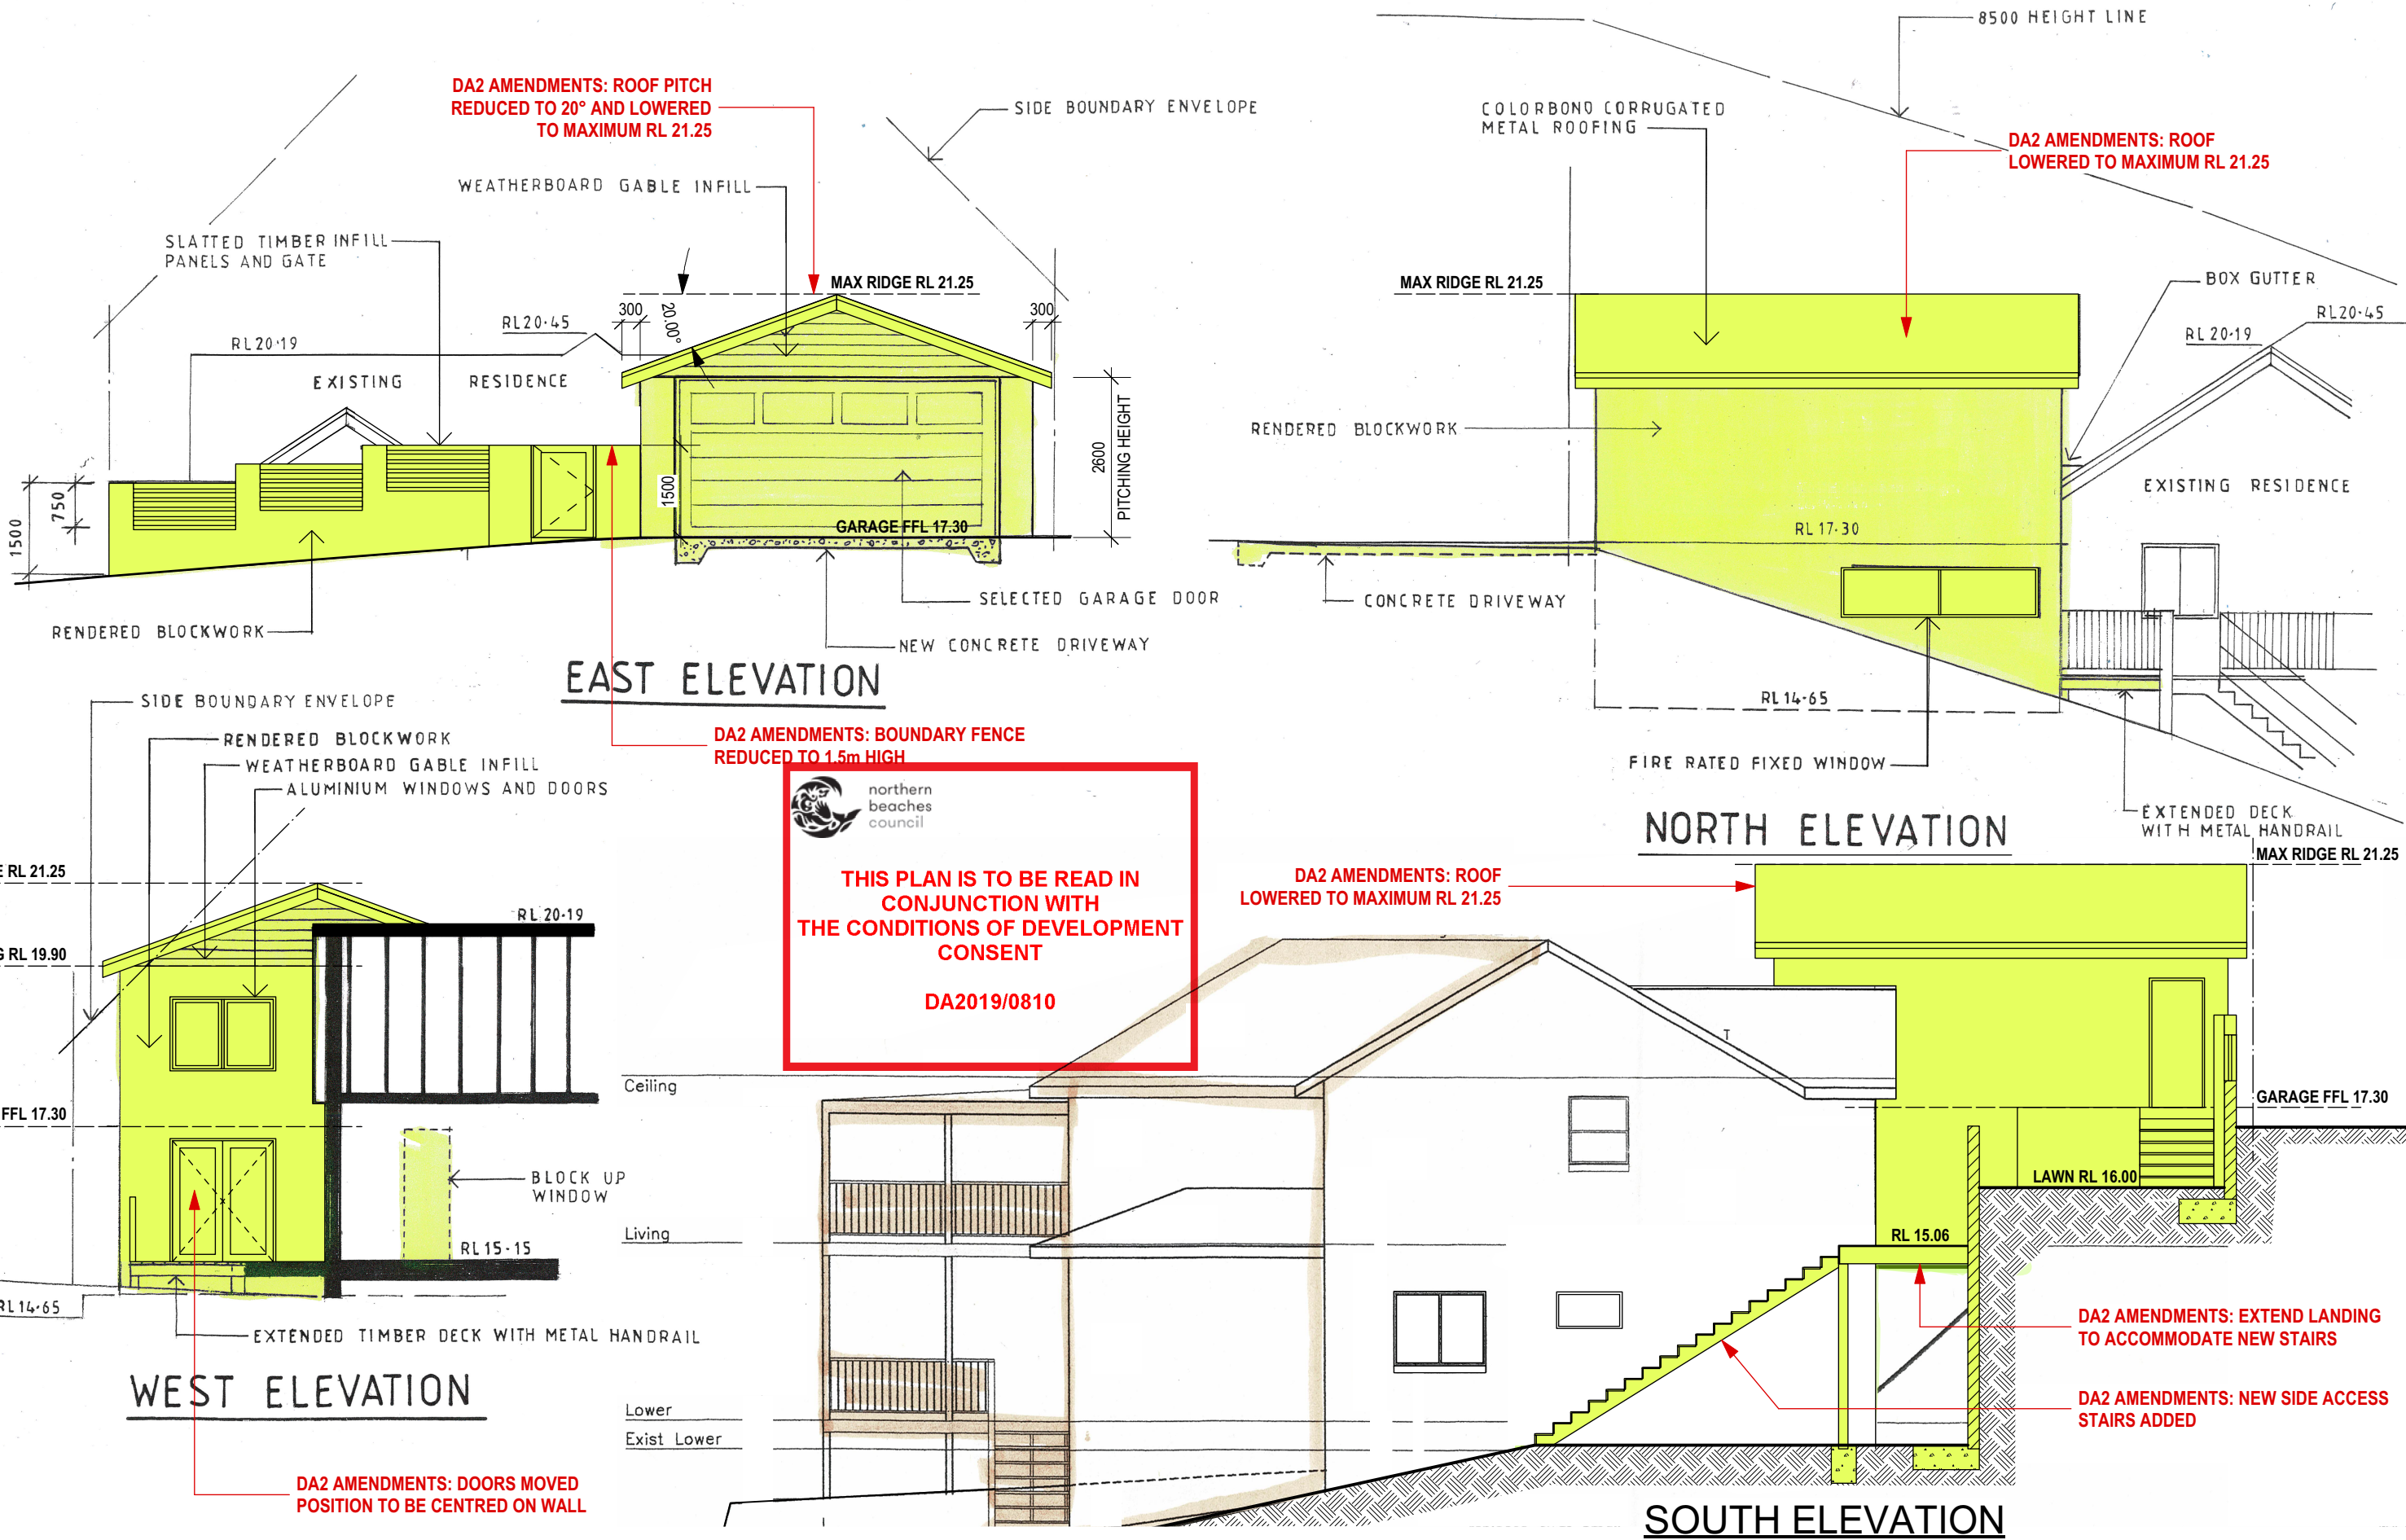 8500 HEIGHT LINE
DA2 AMENDMENTS: ROOF PITCH
REDUCED TO 20° AND LOWERED
TO MAXIMUM RL 21.25
SIDE BOUNDARY ENVELOPE
WEATHERBOARD GABLE INFILL
SLATTED TIMBER INFILL
PANELS AND GATE
MAX RIDGE RL 21.25
300
20.00°
300
RL20·45
RL20·19
EXISTING RESIDENCE
2600
PITCHING HEIGHT
1500
750
1500
GARAGE FFL 17.30
SELECTED GARAGE DOOR
RENDERED BLOCKWORK
NEW CONCRETE DRIVEWAY
EAST ELEVATION
DA2 AMENDMENTS: BOUNDARY FENCE
REDUCED TO 1.5m HIGH
COLORBOND CORRUGATED
METAL ROOFING
DA2 AMENDMENTS: ROOF
LOWERED TO MAXIMUM RL 21.25
MAX RIDGE RL 21.25
BOX GUTTER
RL20·45
RL20·19
RENDERED BLOCKWORK
EXISTING RESIDENCE
RL 17·30
CONCRETE DRIVEWAY
RL 14·65
FIRE RATED FIXED WINDOW
EXTENDED DECK
WITH METAL HANDRAIL
NORTH ELEVATION
SIDE BOUNDARY ENVELOPE
RENDERED BLOCKWORK
WEATHERBOARD GABLE INFILL
ALUMINIUM WINDOWS AND DOORS
E RL 21.25
RL 20·19
G RL 19.90
FFL 17.30
BLOCK UP
WINDOW
RL 15·15
RL14·65
EXTENDED TIMBER DECK WITH METAL HANDRAIL
WEST ELEVATION
DA2 AMENDMENTS: DOORS MOVED
POSITION TO BE CENTRED ON WALL
northern
beaches
council
THIS PLAN IS TO BE READ IN
CONJUNCTION WITH
THE CONDITIONS OF DEVELOPMENT
CONSENT
DA2019/0810
DA2 AMENDMENTS: ROOF
LOWERED TO MAXIMUM RL 21.25
MAX RIDGE RL 21.25
T
Ceiling
GARAGE FFL 17.30
LAWN RL 16.00
Living
RL 15.06
DA2 AMENDMENTS: EXTEND LANDING
TO ACCOMMODATE NEW STAIRS
DA2 AMENDMENTS: NEW SIDE ACCESS
STAIRS ADDED
Lower
Exist Lower
SOUTH ELEVATION